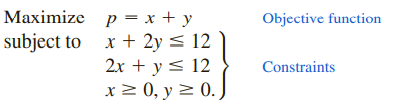 Maximize p = x + y Objective function
subject to x + 2y ≤ 12
2x + y ≤ 12 Constraints
x ≥ 0, y ≥ 0.